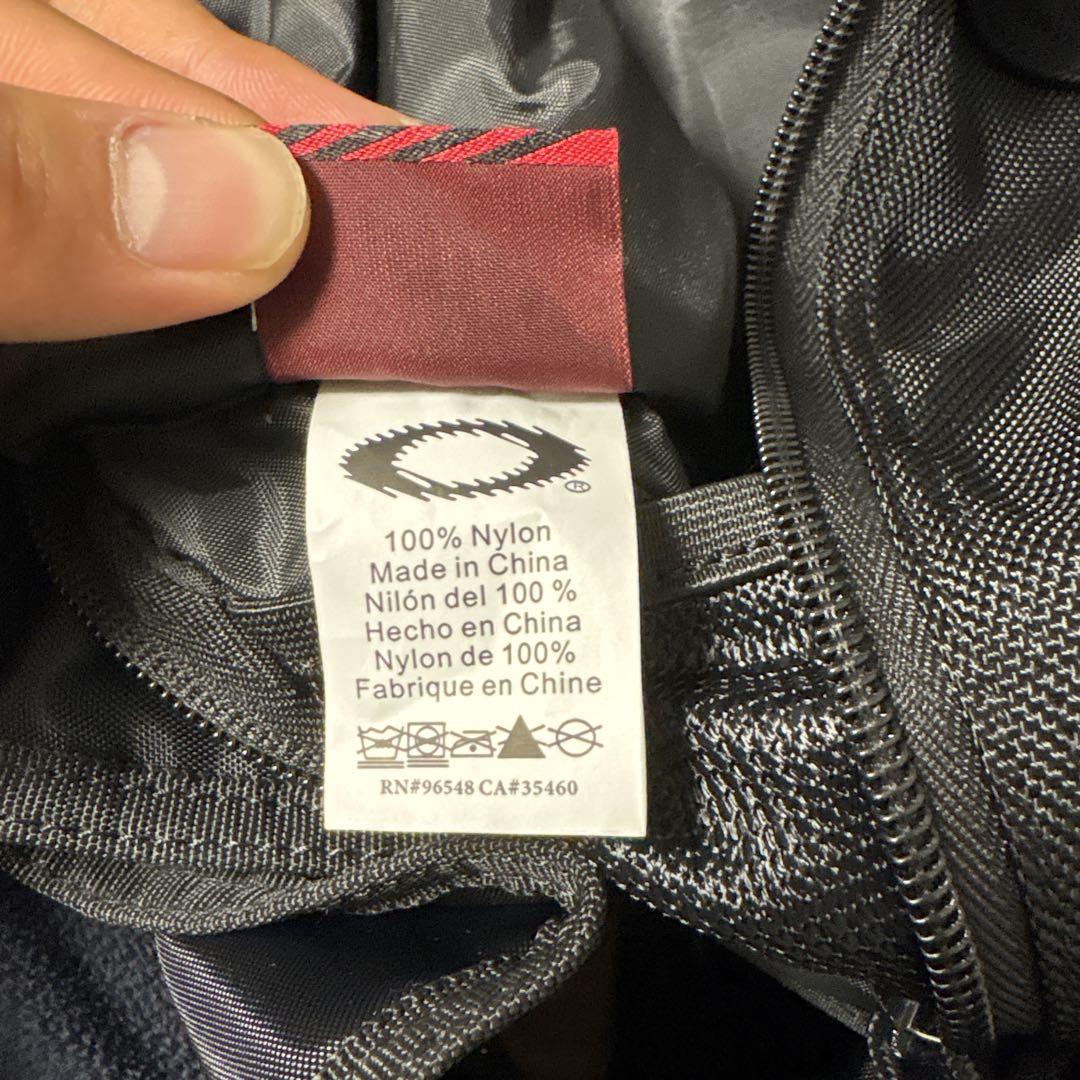 ®
100% Nylon
Made in China
Nilón del 100 %
Hecho en China
Nylon de 100%
Fabrique en Chine
RN#96548 CA#35460